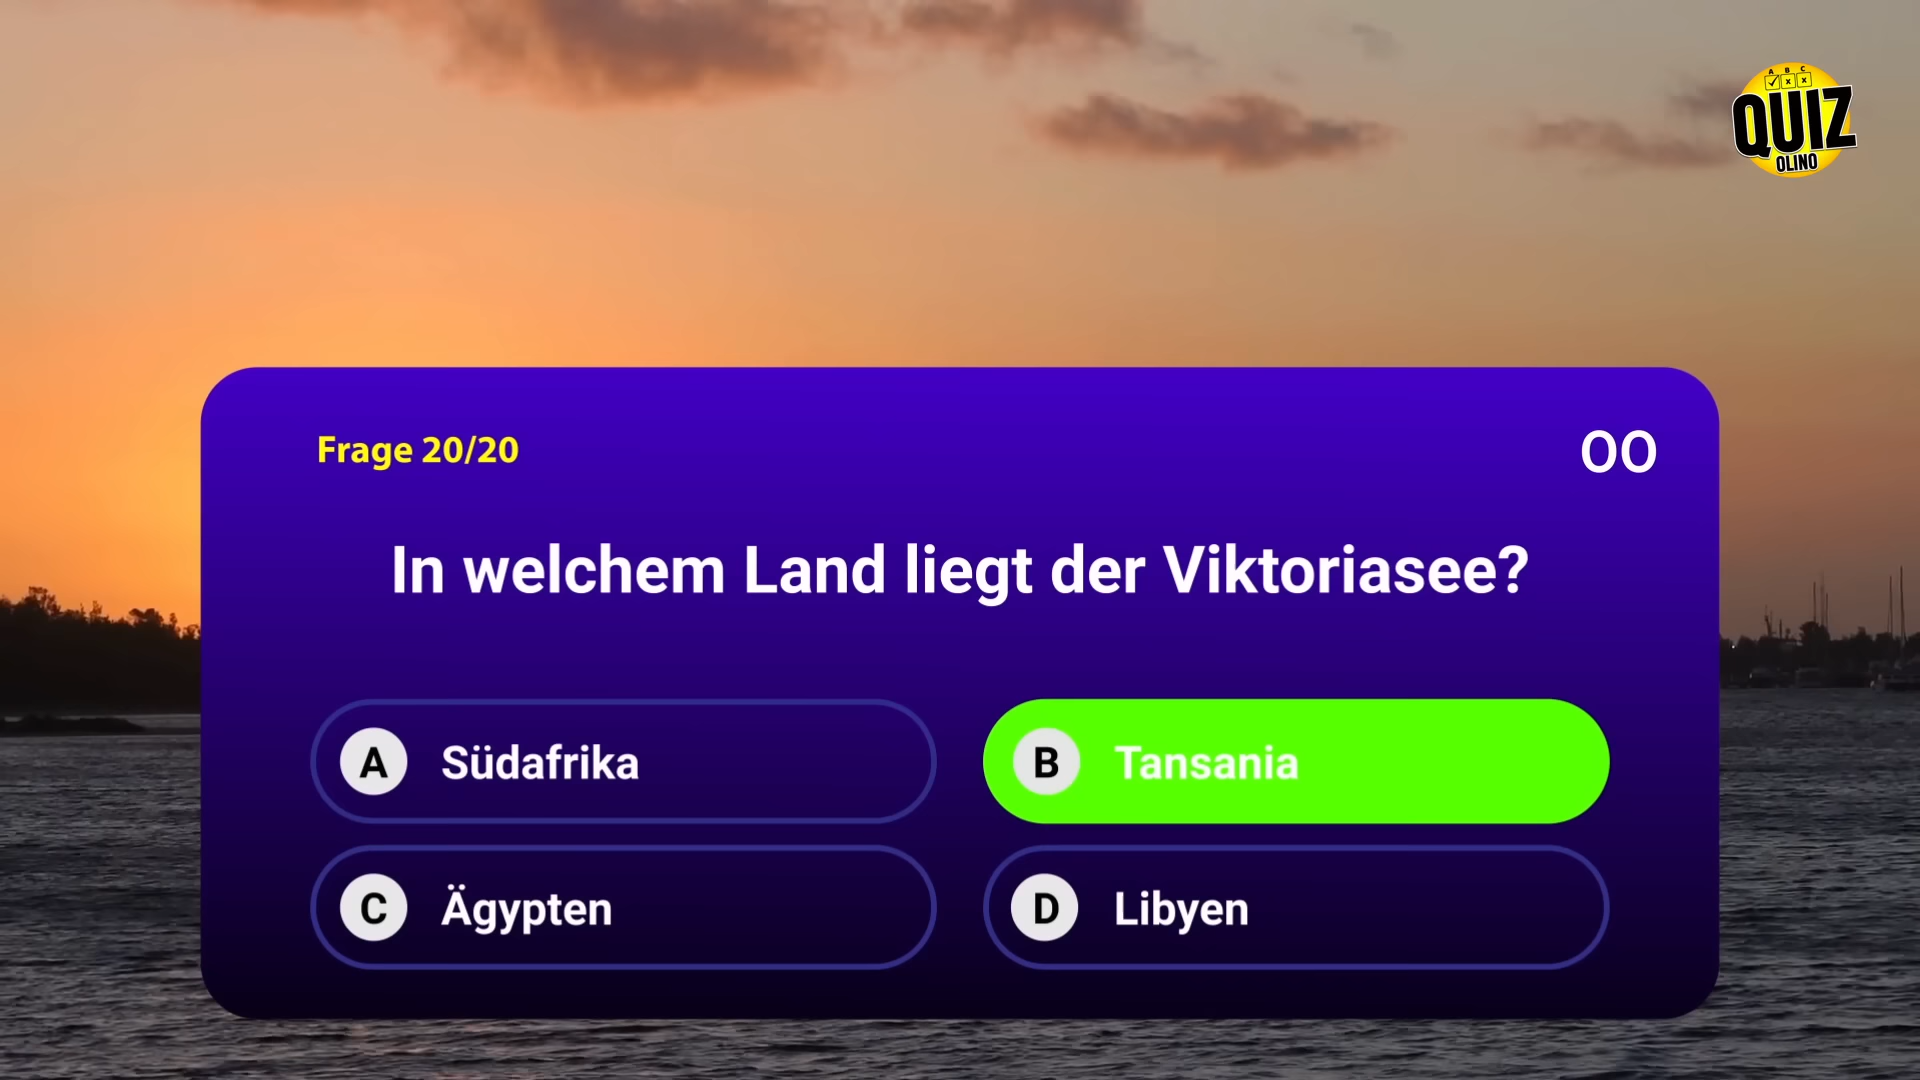 A B C
QUIZ
OLINO
Frage 20/20
00
In welchem Land liegt der Viktoriasee?
A Südafrika
B Tansania
C Ägypten
D Libyen